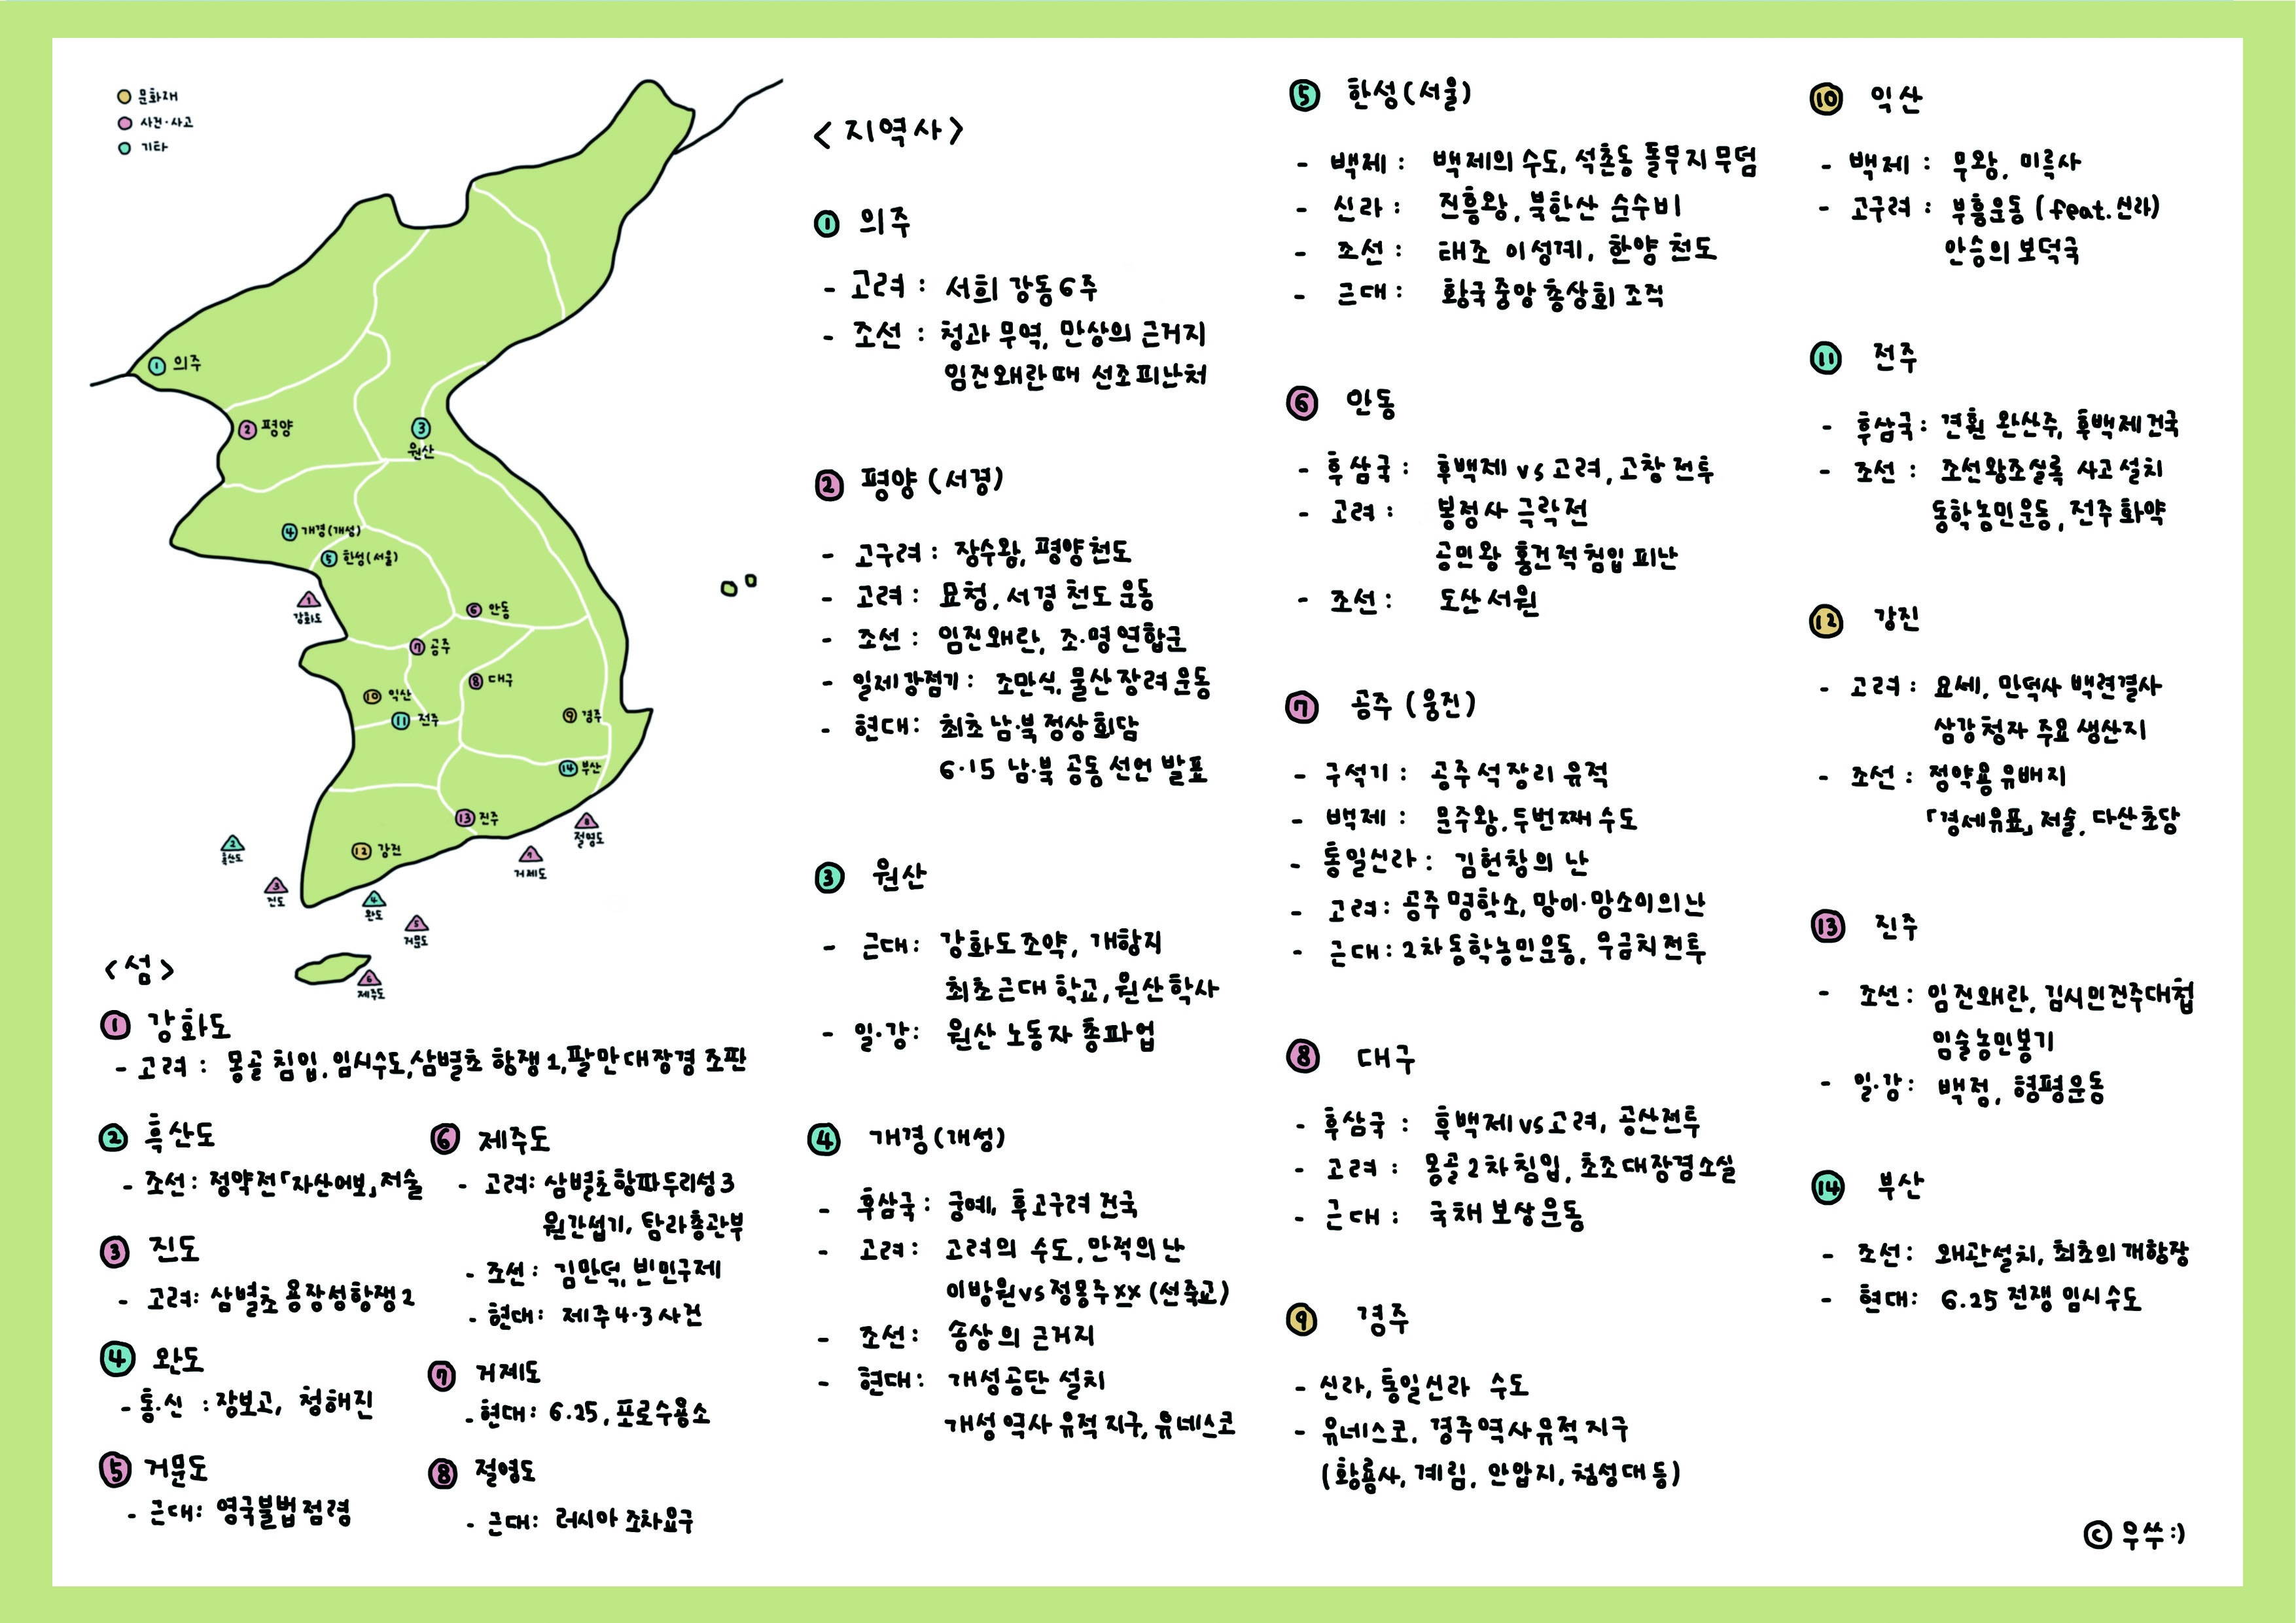 문화재
사건·사고
기타
① 의주
② 평양
③
원산
④ 개경(개성)
⑤ 한성(서울)
1
강화도
⑥ 안동
⑦ 공주
⑧ 대구
⑩ 익산
⑪ 전주
⑨ 경주
⑭ 부산
⑬ 진주
⑫ 강진
8
절영도
2
흑산도
7
거제도
3
진도
4
완도
5
거문도
6
제주도
<섬>
① 강화도
- 고려 : 몽골 침입, 임시수도, 삼별초 항쟁1, 팔만대장경 조판
② 흑산도
- 조선 : 정약전「자산어보」저술
③ 진도
- 고려 : 삼별초 용장성항쟁2
④ 완도
- 통·신 : 장보고, 청해진
⑤ 거문도
- 근대 : 영국불법점령
⑥ 제주도
- 고려 : 삼별초항파두리성3
원간섭기, 탐라총관부
- 조선 : 김만덕, 빈민구제
- 현대 : 제주4·3사건
⑦ 거제도
- 현대 : 6.25, 포로수용소
⑧ 절영도
- 근대 : 러시아 조차요구
<지역사>
① 의주
- 고려 : 서희 강동6주
- 조선 : 청과 무역, 만상의 근거지
임진왜란때 선조피난처
② 평양 (서경)
- 고구려 : 장수왕, 평양천도
- 고려 : 묘청, 서경 천도 운동
- 조선 : 임진왜란, 조·명연합군
- 일제강점기 : 조만식, 물산장려운동
- 현대 : 최초 남·북정상회담
6·15 남·북 공동선언 발표
③ 원산
- 근대 : 강화도조약, 개항지
최초근대학교, 원산학사
- 일·강 : 원산 노동자 총파업
④ 개경(개성)
- 후삼국 : 궁예, 후고구려 건국
- 고려 : 고려의 수도, 만적의난
이방원vs정몽주xx (선죽교)
- 조선 : 송상의 근거지
- 현대 : 개성공단 설치
개성역사유적지구, 유네스코
⑤ 한성(서울)
- 백제 : 백제의 수도, 석촌동 돌무지무덤
- 신라 : 진흥왕, 북한산 순수비
- 조선 : 태조 이성계, 한양 천도
- 근대 : 황국중앙총상회조직
⑥ 안동
- 후삼국 : 후백제vs고려, 고창전투
- 고려 : 봉정사 극락전
공민왕 홍건적침입 피난
- 조선 : 도산서원
⑦ 공주 (웅진)
- 구석기 : 공주석장리 유적
- 백제 : 문주왕, 두번째수도
- 통일신라 : 김헌창의 난
- 고려 : 공주명학소, 망이·망소이의난
- 근대 : 2차동학농민운동, 우금치전투
⑧ 대구
- 후삼국 : 후백제vs고려, 공산전투
- 고려 : 몽골2차침입, 초조대장경소실
- 근대 : 국채보상운동
⑨ 경주
- 신라, 통일신라 수도
- 유네스코, 경주역사유적지구
(황룡사, 계림, 안압지, 첨성대 등)
⑩ 익산
- 백제 : 무왕, 미륵사
- 고구려 : 부흥운동 (feat.신라)
안승의 보덕국
⑪ 전주
- 후삼국 : 견훤 완산주, 후백제건국
- 조선 : 조선왕조실록 사고설치
동학농민운동, 전주화약
⑫ 강진
- 고려 : 요세, 만덕사 백련결사
삼강청자 주요생산지
- 조선 : 정약용유배지
「경세유표」저술, 다산초당
⑬ 진주
- 조선 : 임진왜란, 김시민진주대첩
임술농민봉기
- 일·강 : 백정, 형평운동
⑭ 부산
- 조선 : 왜관설치, 최초의개항장
- 현대 : 6.25전쟁 임시수도
ⓒ우쑤:)